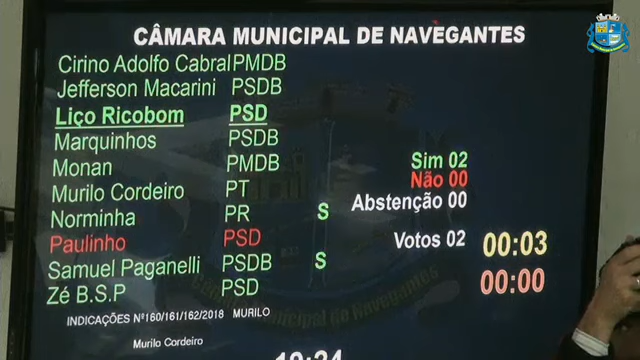 CÂMARA MUNICIPAL DE NAVEGANTES
Cirino Adolfo Cabral PMDB
Jefferson Macarini PSDB
Liço Ricobom PSD
Marquinhos PSDB
Monan PMDB
Murilo Cordeiro PT
Norminha PR S
Paulinho PSD
Samuel Paganelli PSDB S
Zé B.S.P PSD
Sim 02
Não 00
Abstenção 00
Votos 02
00:03
00:00
INDICAÇÕES Nº160/161/162/2018 MURILO
Murilo Cordeiro